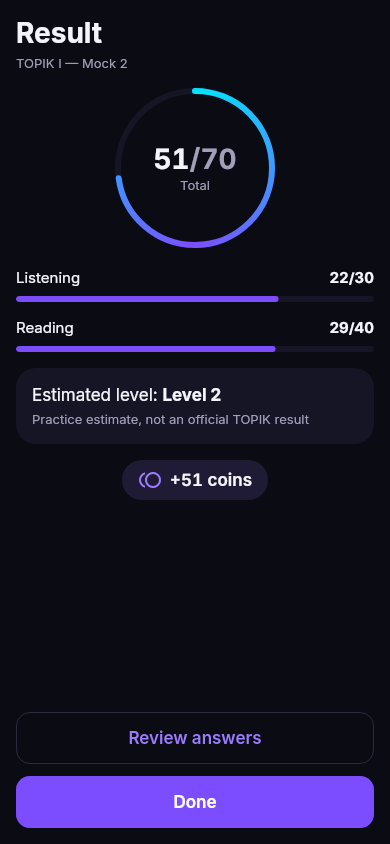 Result
TOPIK I — Mock 2
51/70
Total
Listening 22/30
Reading 29/40
Estimated level: Level 2
Practice estimate, not an official TOPIK result
+51 coins
Review answers
Done